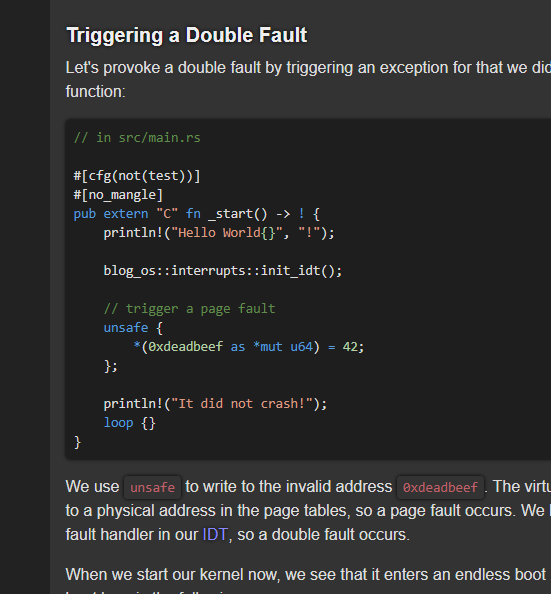 Triggering a Double Fault
Let's provoke a double fault by triggering an exception for that we did
function:
// in src/main.rs
#[cfg(not(test))]
#[no_mangle]
pub extern "C" fn _start() -> ! {
    println!("Hello World{}", "!");
    blog_os::interrupts::init_idt();
    // trigger a page fault
    unsafe {
        *(0xdeadbeef as *mut u64) = 42;
    };
    println!("It did not crash!");
    loop {}
}
We use unsafe to write to the invalid address 0xdeadbeef. The virtu
to a physical address in the page tables, so a page fault occurs. We
fault handler in our IDT, so a double fault occurs.
When we start our kernel now, we see that it enters an endless boot